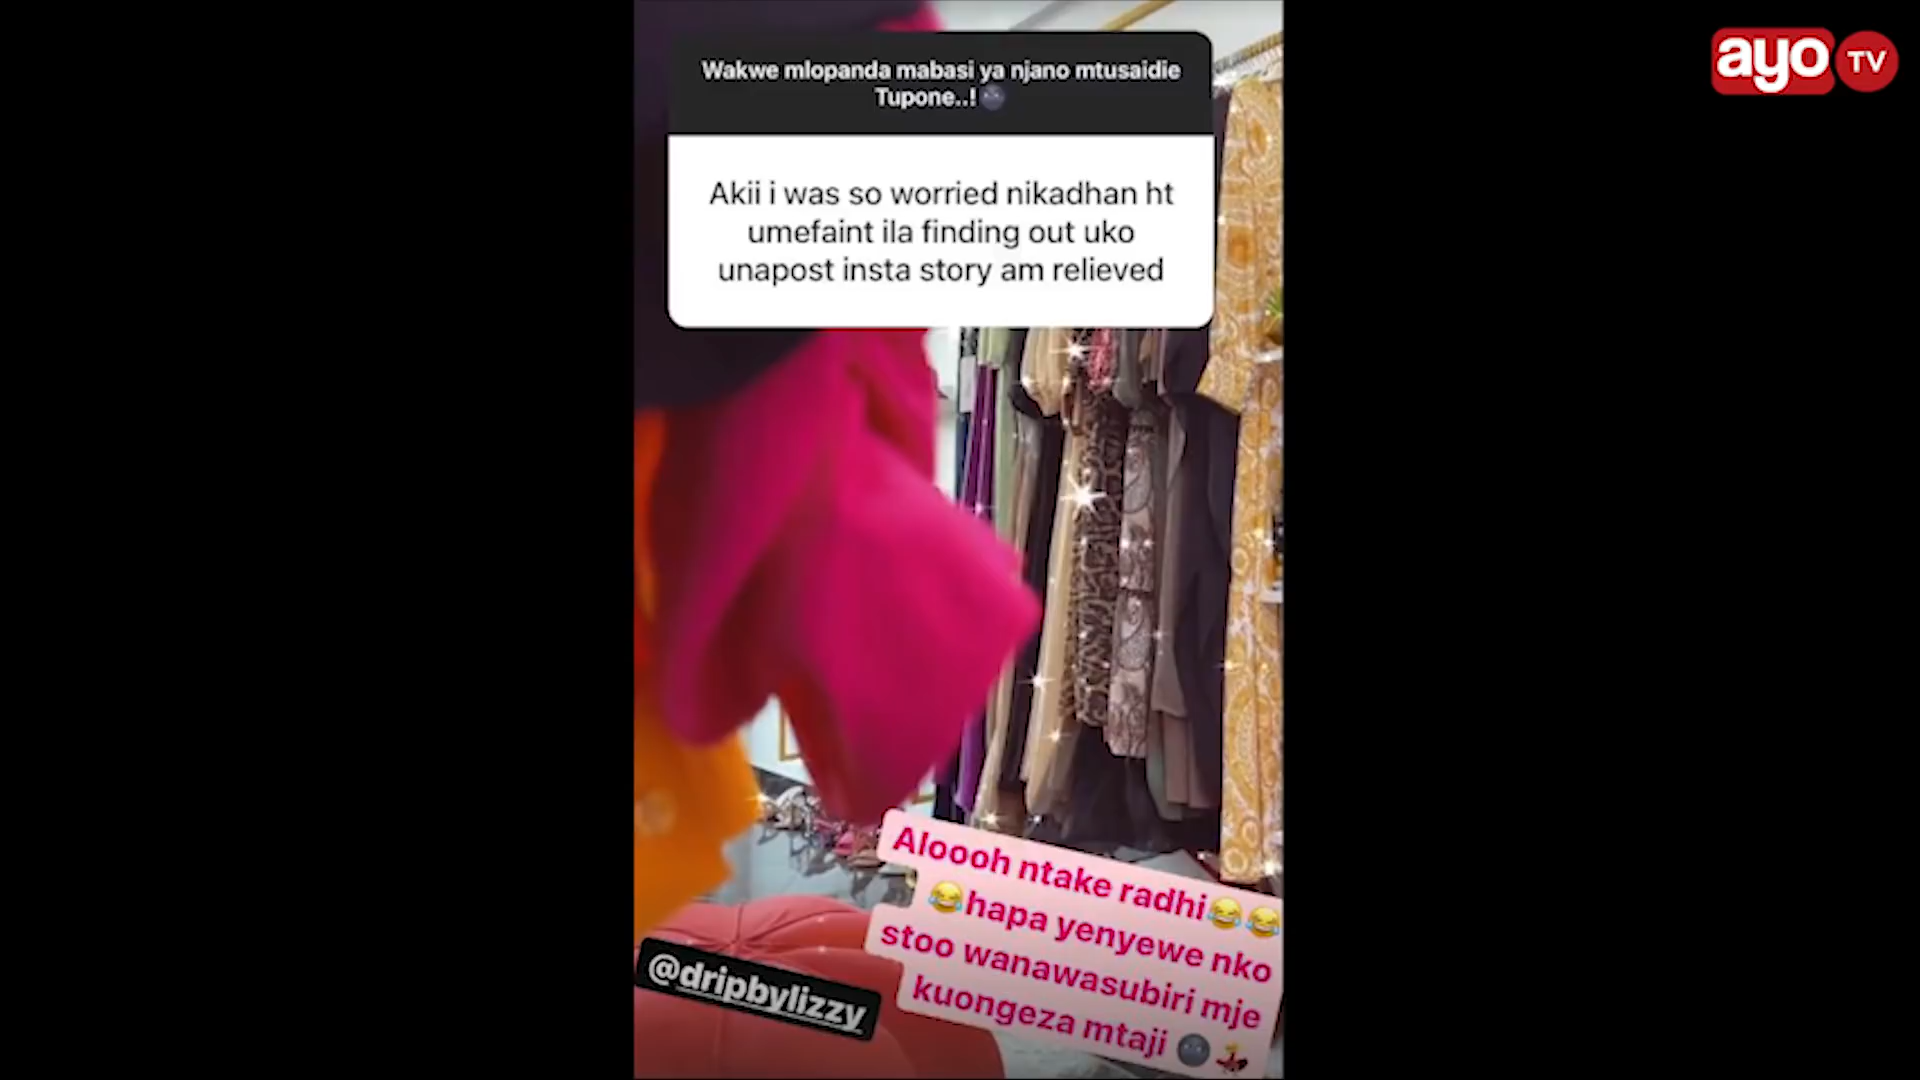 ayo TV
Wakwe mlopanda mabasi ya njano mtusaidie
Tupone..!🌚
Akii i was so worried nikadhan ht
umefaint ila finding out uko
unapost insta story am relieved
Aloooh ntake radhi😂😂
😂hapa yenyewe nko
stoo wanawasubiri mje
kuongeza mtaji 🌚💃
@dripbylizzy